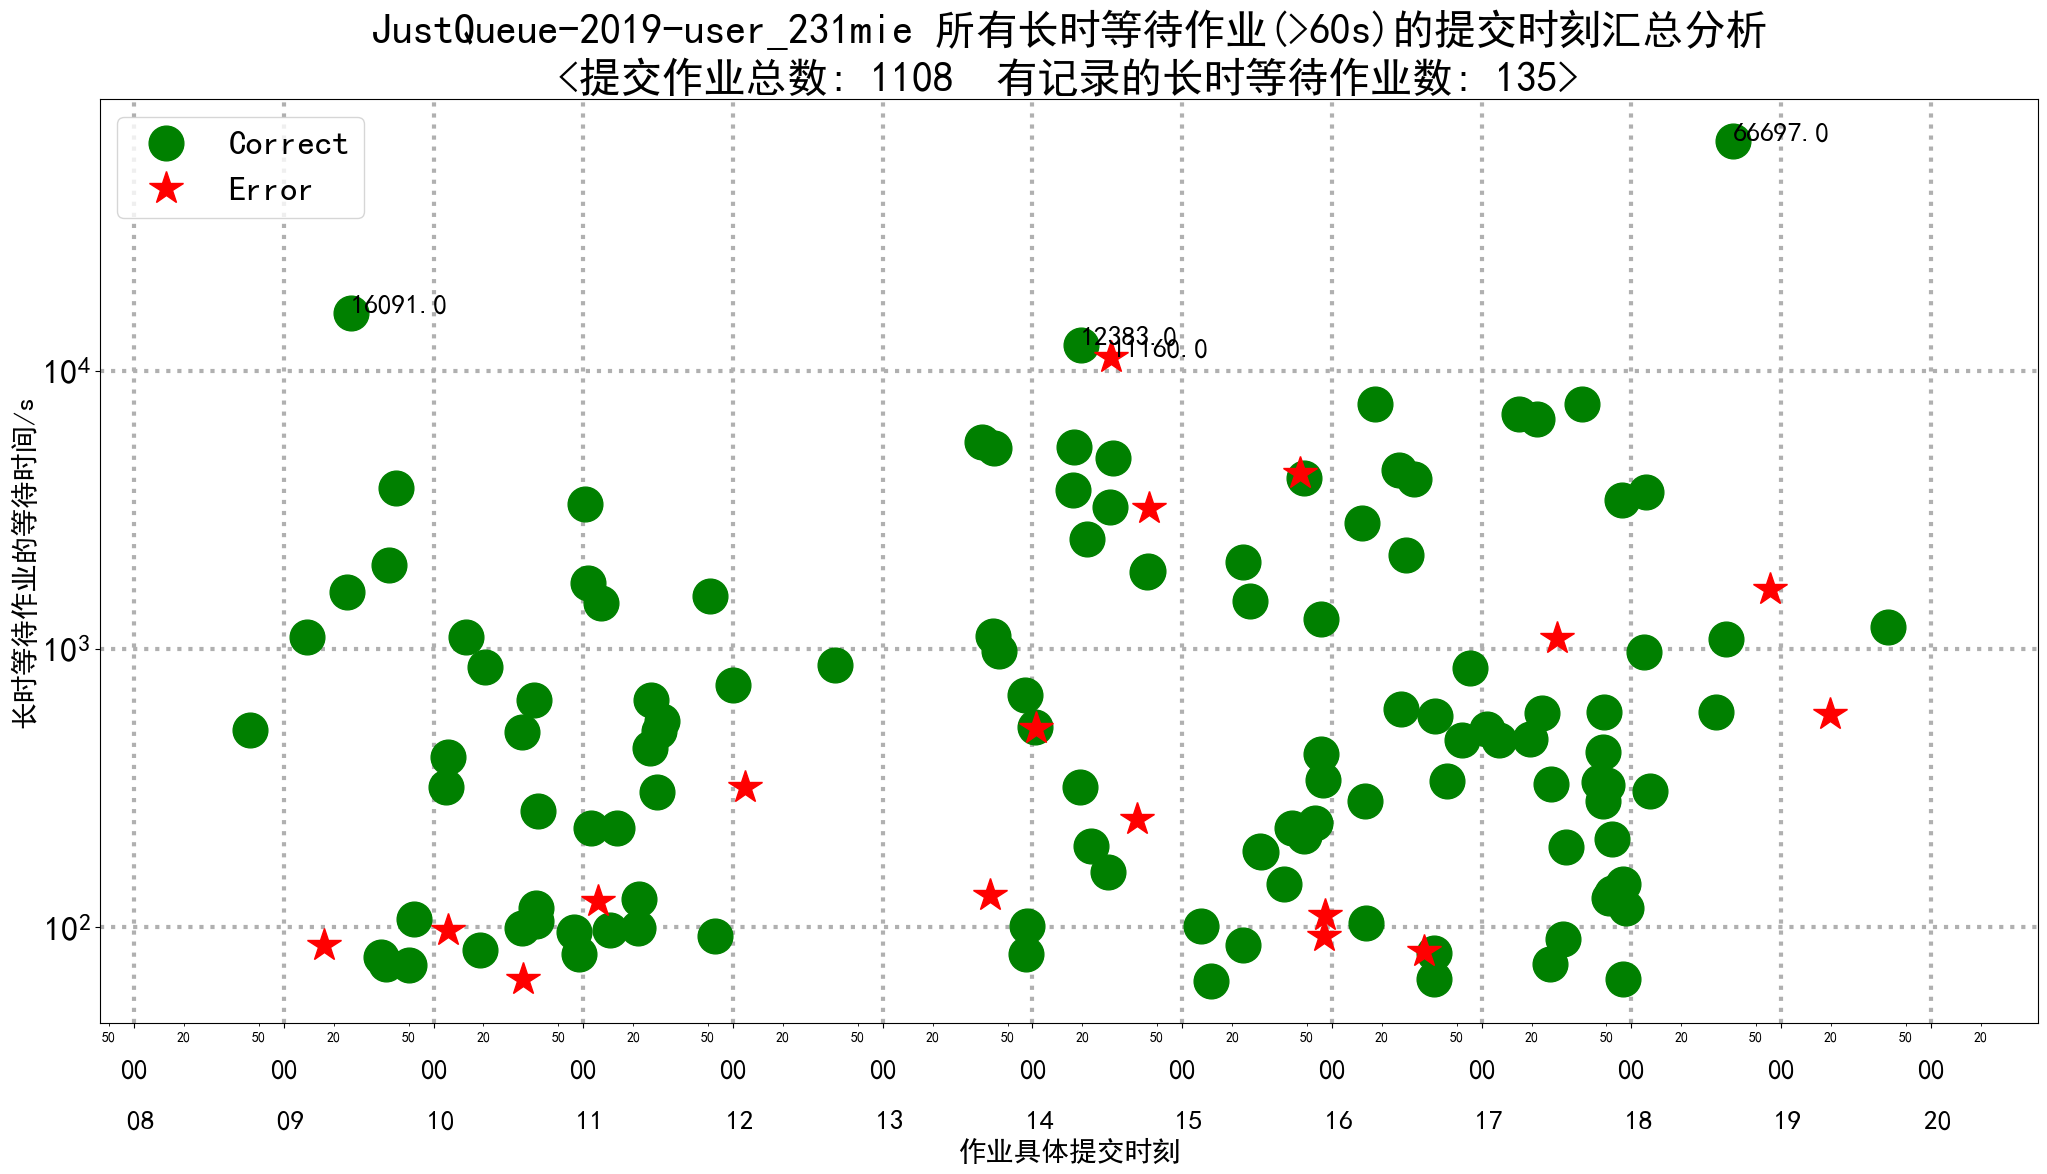 JustQueue-2019-user_231mie 所有长时等待作业(>60s)的提交时刻汇总分析
<提交作业总数: 1108  有记录的长时等待作业数: 135>
Correct
Error
66697.0
16091.0
12383.0
11160.0
长时等待作业的等待时间/s
10⁴
10³
10²
50 20 50 20 50 20 50 20 50 20 50 20 50 20 50 20 50 20 50 20 50 20 50 20 50 20
00 00 00 00 00 00 00 00 00 00 00 00 00
08 09 10 11 12 13 14 15 16 17 18 19 20
作业具体提交时刻